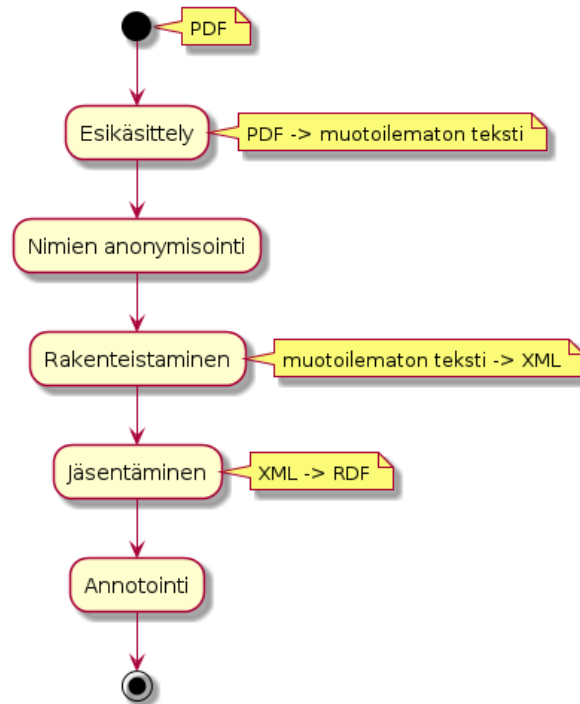 PDF
Esikäsittely
PDF -> muotoilematon teksti
Nimien anonymisointi
Rakenteistaminen
muotoilematon teksti -> XML
Jäsentäminen
XML -> RDF
Annotointi